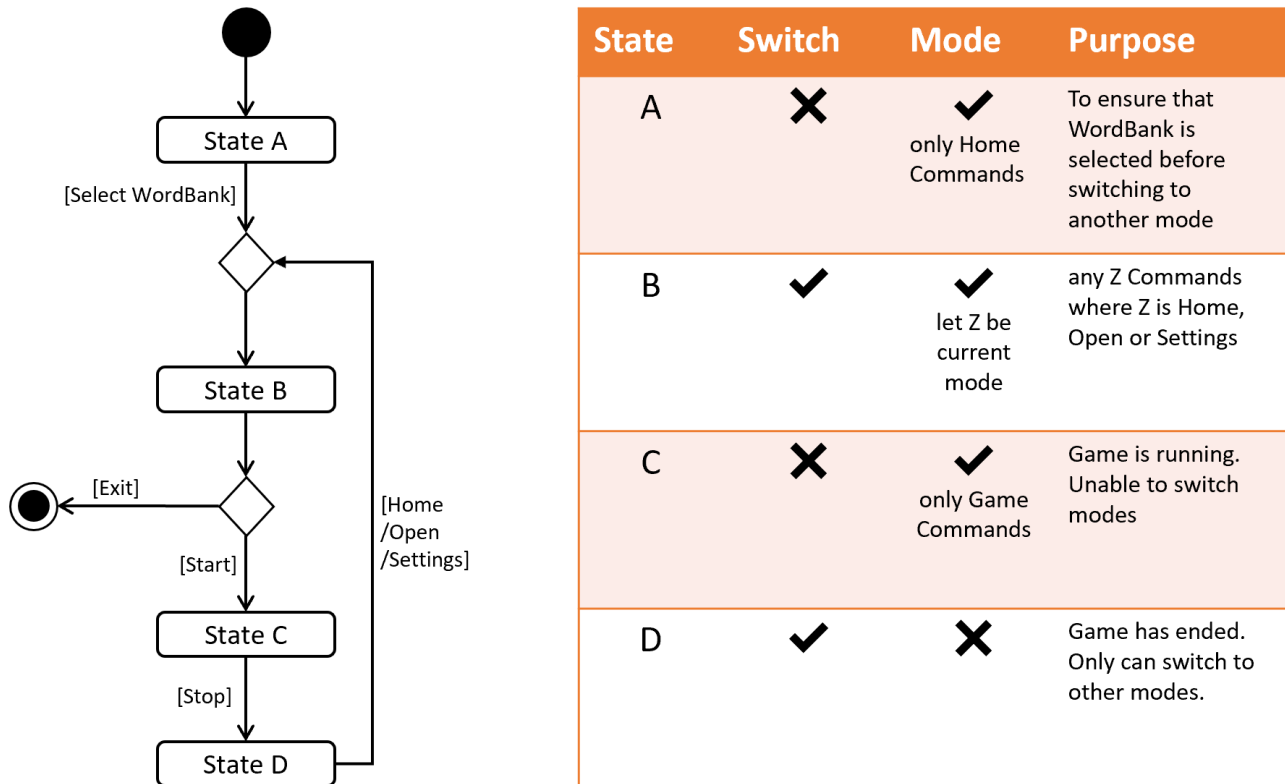 State A
[Select WordBank]
State B
[Exit]
[Start]
[Home
/Open
/Settings]
State C
[Stop]
State D
State Switch Mode Purpose
A
only Home
Commands
To ensure that
WordBank is
selected before
switching to
another mode
B
let Z be
current
mode
any Z Commands
where Z is Home,
Open or Settings
C
only Game
Commands
Game is running.
Unable to switch
modes
D
Game has ended.
Only can switch to
other modes.